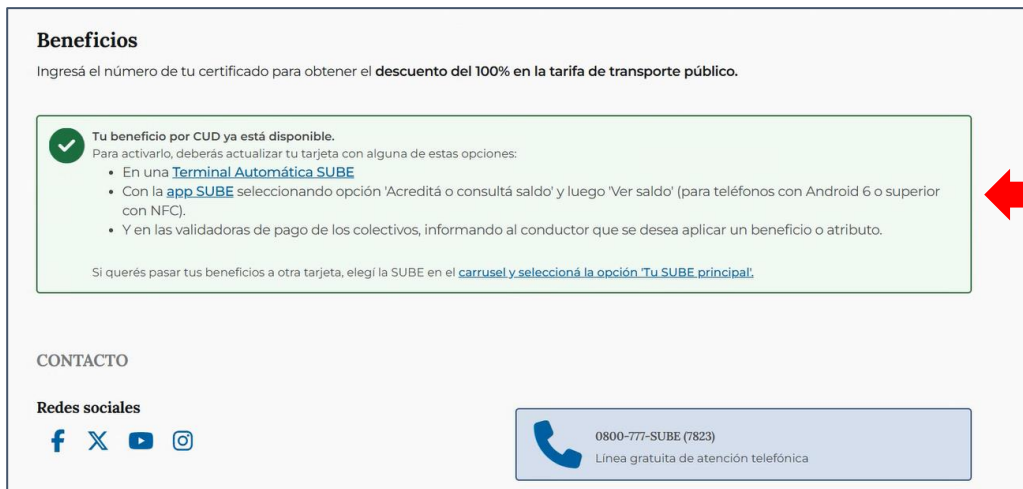 Beneficios
Ingresá el número de tu certificado para obtener el descuento del 100% en la tarifa de transporte público.
Tu beneficio por CUD ya está disponible.
Para activarlo, deberás actualizar tu tarjeta con alguna de estas opciones:
• En una Terminal Automática SUBE
• Con la app SUBE seleccionando opción 'Acreditá o consultá saldo' y luego 'Ver saldo' (para teléfonos con Android 6 o superior
con NFC).
• Y en las validadoras de pago de los colectivos, informando al conductor que se desea aplicar un beneficio o atributo.
Si querés pasar tus beneficios a otra tarjeta, elegí la SUBE en el carrusel y seleccioná la opción 'Tu SUBE principal'.
CONTACTO
Redes sociales
0800-777-SUBE (7823)
Línea gratuita de atención telefónica